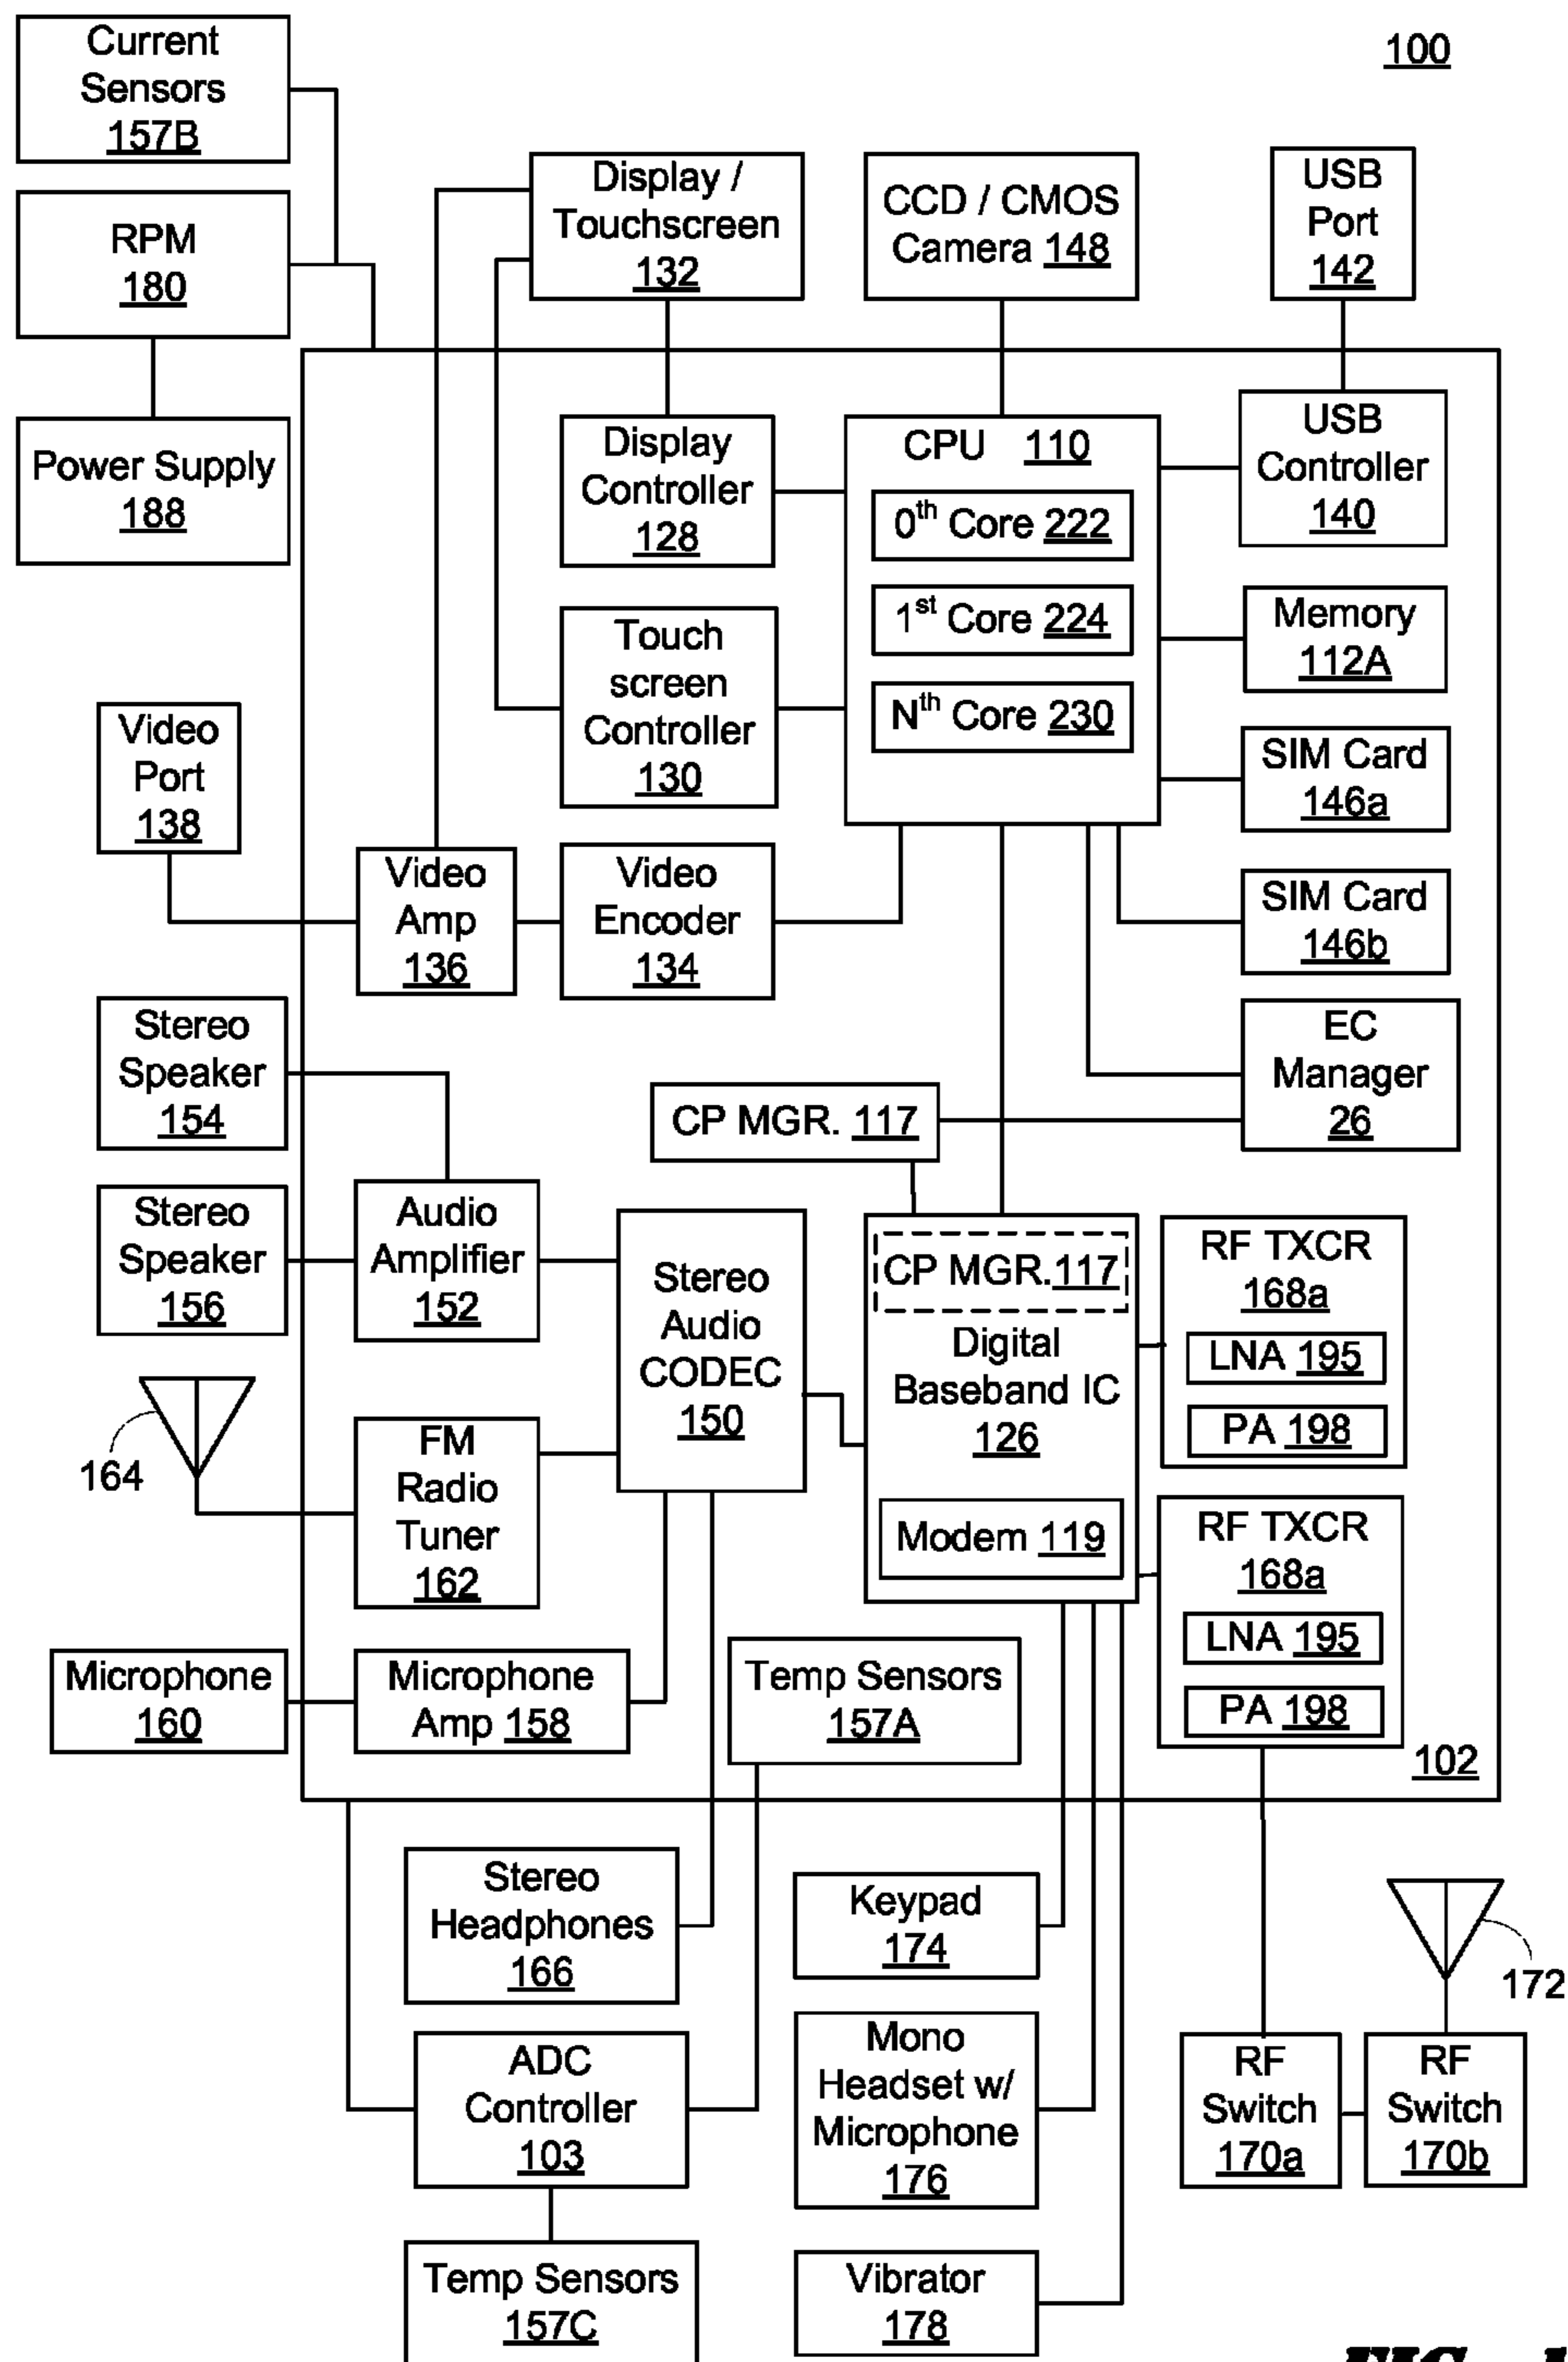 Current
Sensors
157B
100
RPM
180
Display /
Touchscreen
132
CCD / CMOS
Camera 148
USB
Port
142
Power Supply
188
Display
Controller
128
CPU 110
0th Core 222
1st Core 224
Nth Core 230
USB
Controller
140
Memory
112A
Touch
screen
Controller
130
SIM Card
146a
Video
Port
138
Video
Amp
136
Video
Encoder
134
SIM Card
146b
Stereo
Speaker
154
EC
Manager
26
CP MGR. 117
Stereo
Speaker
156
Audio
Amplifier
152
Stereo
Audio
CODEC
150
CP MGR.117
Digital
Baseband IC
126
Modem 119
RF TXCR
168a
LNA 195
PA 198
164
FM
Radio
Tuner
162
RF TXCR
168a
LNA 195
PA 198
Microphone
160
Microphone
Amp 158
Temp Sensors
157A
102
Stereo
Headphones
166
Keypad
174
172
ADC
Controller
103
Mono
Headset w/
Microphone
176
RF
Switch
170a
RF
Switch
170b
Temp Sensors
157C
Vibrator
178